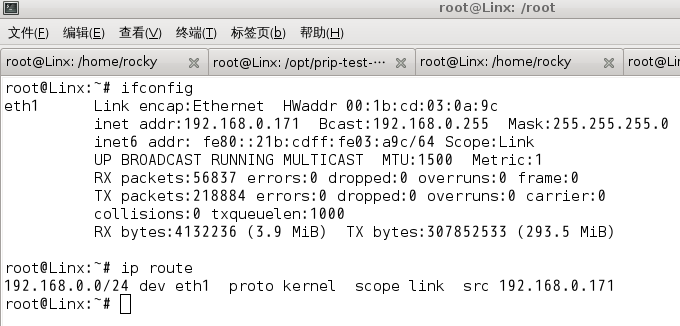 root@Linx: /root
文件(F) 编辑(E) 查看(V) 终端(T) 标签页(b) 帮助(H)
root@Linx: /home/rocky root@Linx: /opt/prip-test-··· root@Linx: /home/rocky root@Lin
root@Linx:~# ifconfig
eth1 Link encap:Ethernet HWaddr 00:1b:cd:03:0a:9c
inet addr:192.168.0.171 Bcast:192.168.0.255 Mask:255.255.255.0
inet6 addr: fe80::21b:cdff:fe03:a9c/64 Scope:Link
UP BROADCAST RUNNING MULTICAST MTU:1500 Metric:1
RX packets:56837 errors:0 dropped:0 overruns:0 frame:0
TX packets:218884 errors:0 dropped:0 overruns:0 carrier:0
collisions:0 txqueuelen:1000
RX bytes:4132236 (3.9 MiB) TX bytes:307852533 (293.5 MiB)
root@Linx:~# ip route
192.168.0.0/24 dev eth1 proto kernel scope link src 192.168.0.171
root@Linx:~#